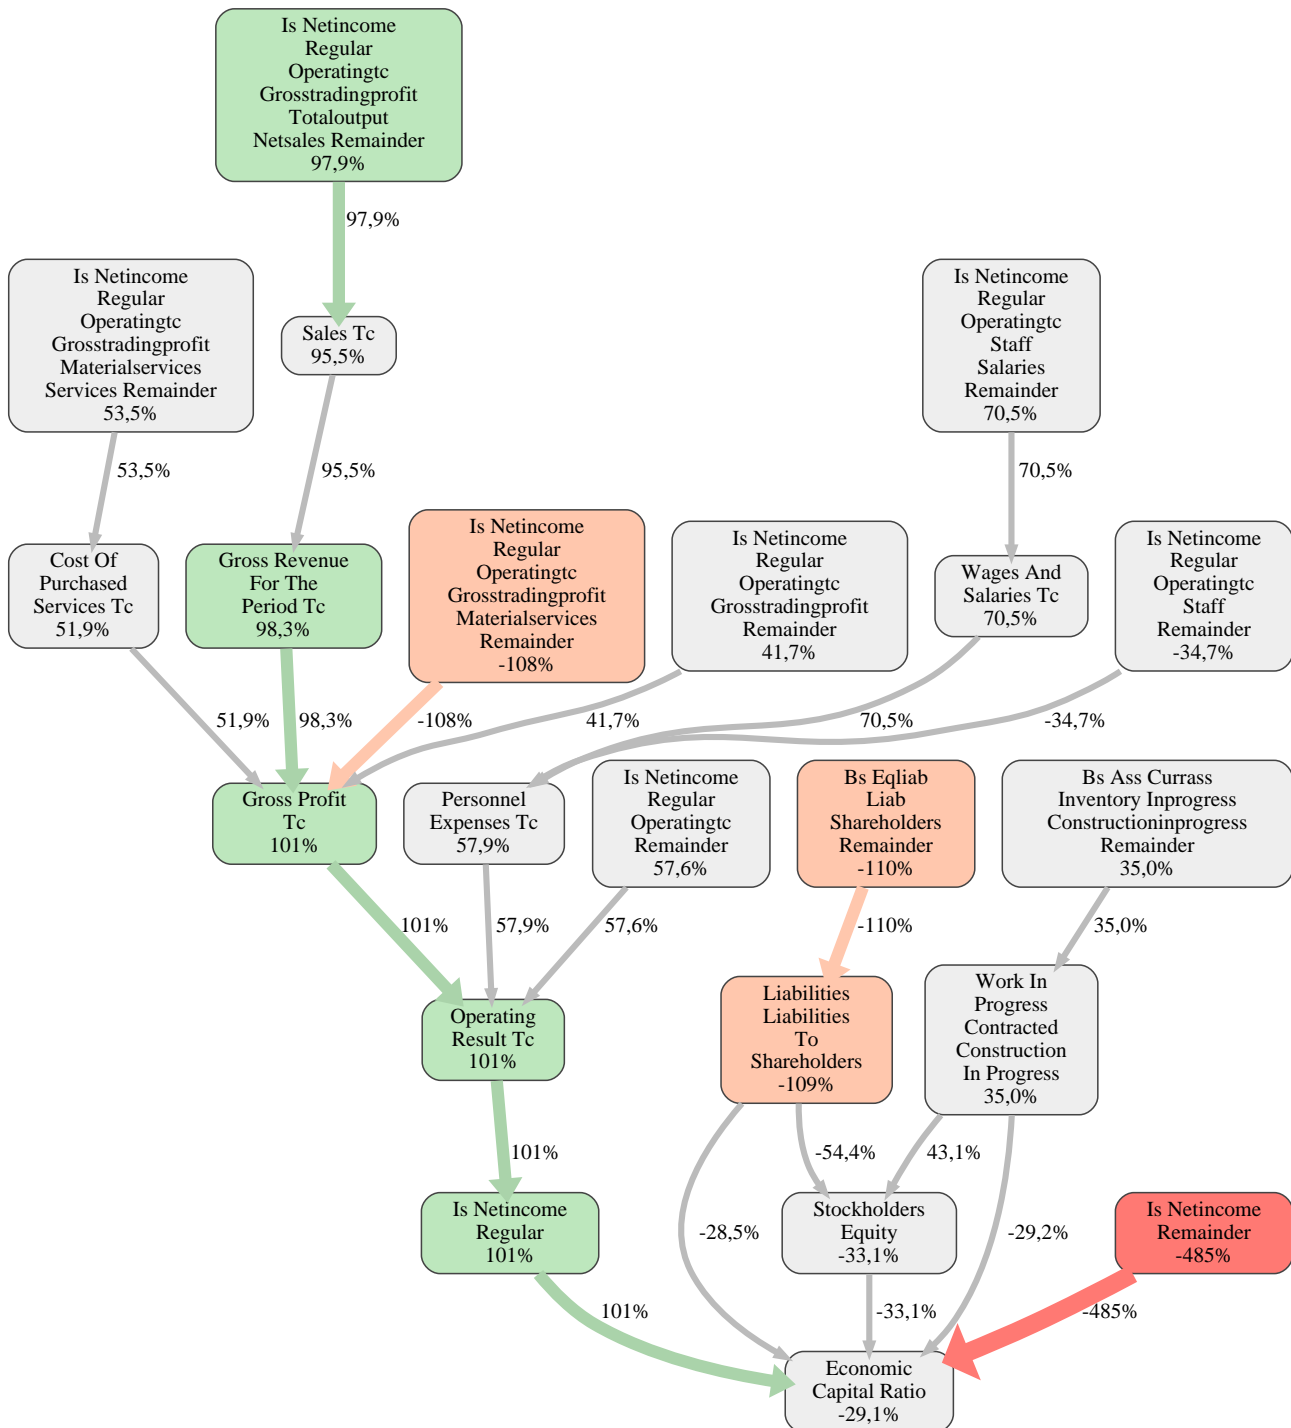 Is Netincome
Regular
Operatingtc
Grosstradingprofit
Totaloutput
Netsales Remainder
97,9%
97,9%
Is Netincome
Regular
Operatingtc
Grosstradingprofit
Materialservices
Services Remainder
53,5%
Sales Tc
95,5%
Is Netincome
Regular
Operatingtc
Staff
Salaries
Remainder
70,5%
53,5%
95,5%
70,5%
Cost Of
Purchased
Services Tc
51,9%
Gross Revenue
For The
Period Tc
98,3%
Is Netincome
Regular
Operatingtc
Grosstradingprofit
Materialservices
Remainder
-108%
Is Netincome
Regular
Operatingtc
Grosstradingprofit
Remainder
41,7%
Wages And
Salaries Tc
70,5%
Is Netincome
Regular
Operatingtc
Staff
Remainder
-34,7%
51,9%
98,3%
-108%
41,7%
70,5%
-34,7%
Gross Profit
Tc
101%
Personnel
Expenses Tc
57,9%
Is Netincome
Regular
Operatingtc
Remainder
57,6%
Bs Eqliab
Liab
Shareholders
Remainder
-110%
Bs Ass Currass
Inventory Inprogress
Constructioninprogress
Remainder
35,0%
101%
57,9%
57,6%
-110%
35,0%
Operating
Result Tc
101%
Liabilities
Liabilities
To
Shareholders
-109%
Work In
Progress
Contracted
Construction
In Progress
35,0%
101%
-54,4%
43,1%
Is Netincome
Regular
101%
-28,5%
Stockholders
Equity
-33,1%
-29,2%
Is Netincome
Remainder
-485%
101%
-33,1%
-485%
Economic
Capital Ratio
-29,1%